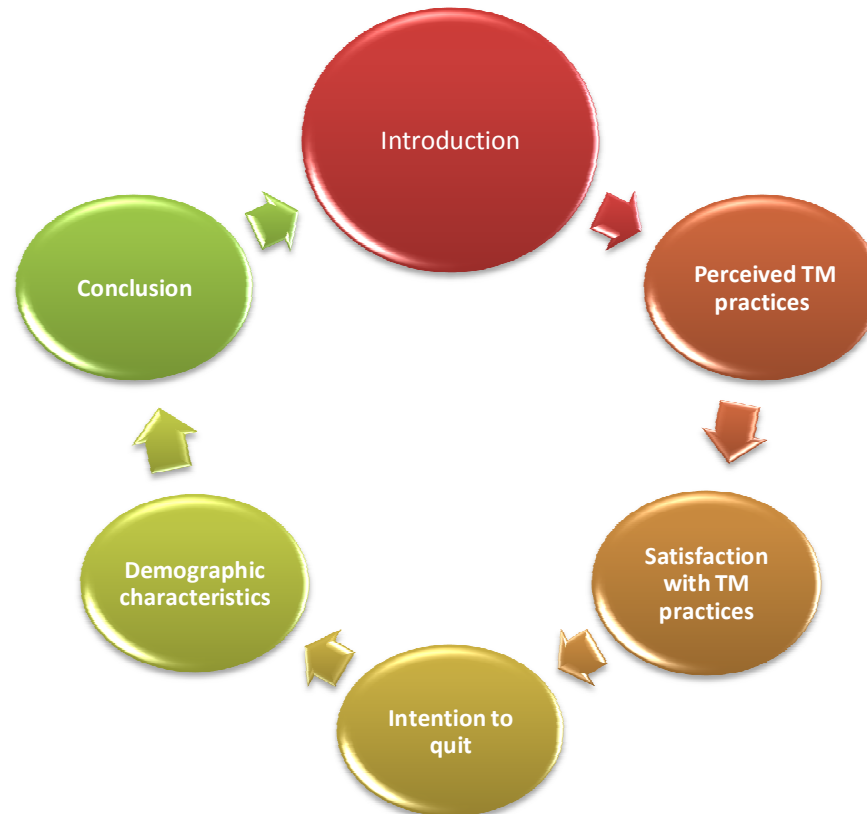 Introduction
Perceived TM
practices
Satisfaction
with TM
practices
Intention to
quit
Demographic
characteristics
Conclusion